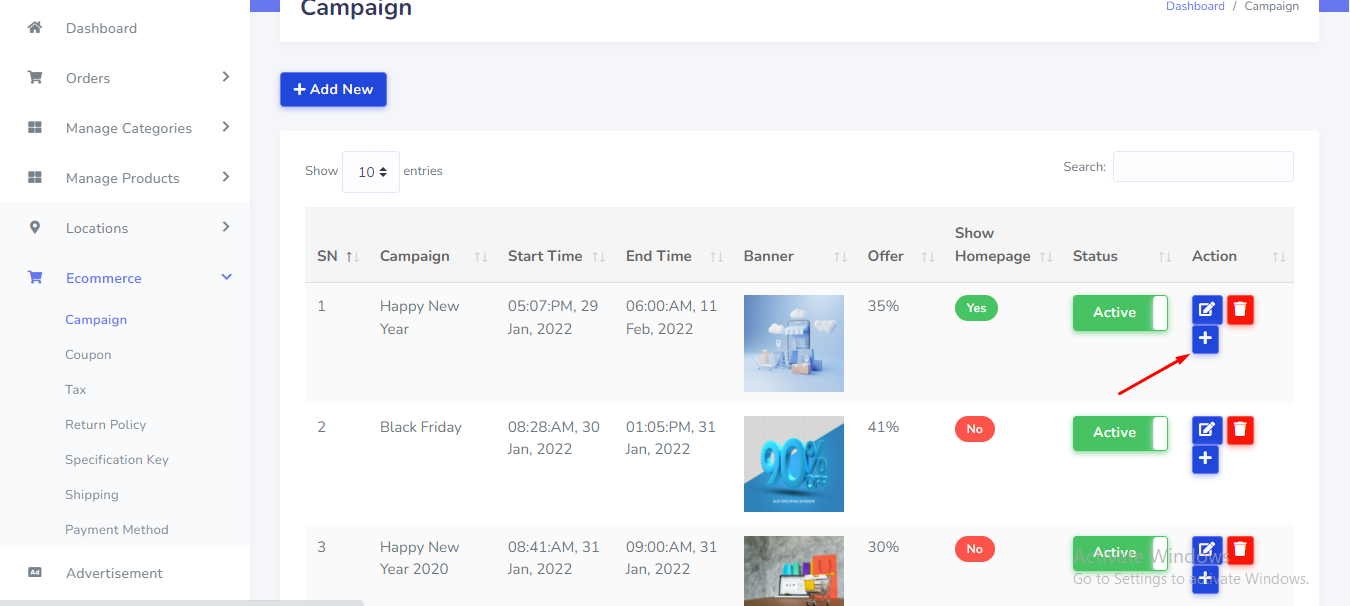 Campaign
Dashboard / Campaign
Dashboard
Orders
Manage Categories
Manage Products
Locations
Ecommerce
Campaign
Coupon
Tax
Return Policy
Specification Key
Shipping
Payment Method
Advertisement
Add New
Show 10 entries
Search:
SN Campaign Start Time End Time Banner Offer Show Homepage Status Action
1 Happy New Year 05:07:PM, 29 Jan, 2022 06:00:AM, 11 Feb, 2022 35% Yes Active
2 Black Friday 08:28:AM, 30 Jan, 2022 01:05:PM, 31 Jan, 2022 90% OFF 41% No Active
3 Happy New Year 2020 08:41:AM, 31 Jan, 2022 09:00:AM, 31 Jan, 2022 30% No Active
Activate Windows
Go to Settings to activate Windows.